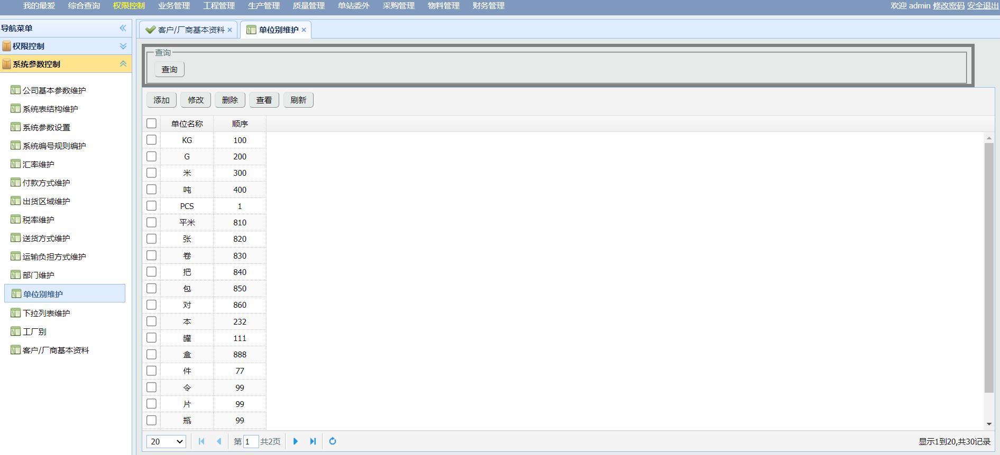 我的最爱 综合查询 权限控制 业务管理 工程管理 生产管理 质量管理 单站委外 采购管理 物料管理 财务管理 欢迎 admin 修改密码 安全退出
导航菜单
权限控制
系统参数控制
公司基本参数维护
系统表结构维护
系统参数设置
系统编号规则编护
汇率维护
付款方式维护
出货区域维护
税率维护
送货方式维护
运输负担方式维护
部门维护
单位别维护
下拉列表维护
工厂别
客户/厂商基本资料
客户/厂商基本资料 单位别维护
查询
查询
添加 修改 删除 查看 刷新
单位名称 顺序
KG 100
G 200
米 300
吨 400
PCS 1
平米 810
张 820
卷 830
把 840
包 850
对 860
本 232
罐 111
盒 888
件 77
令 99
片 99
瓶 99
20 第 1 共2页 显示1到20,共30记录